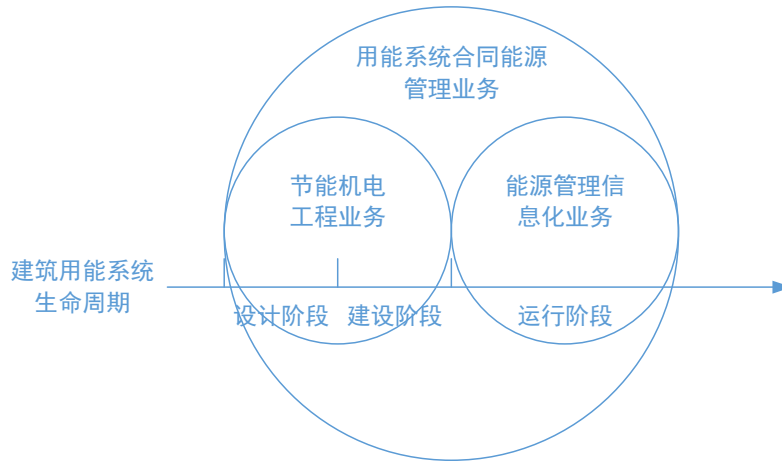 用能系统合同能源
管理业务
节能机电
工程业务
能源管理信
息化业务
建筑用能系统
生命周期
设计阶段
建设阶段
运行阶段